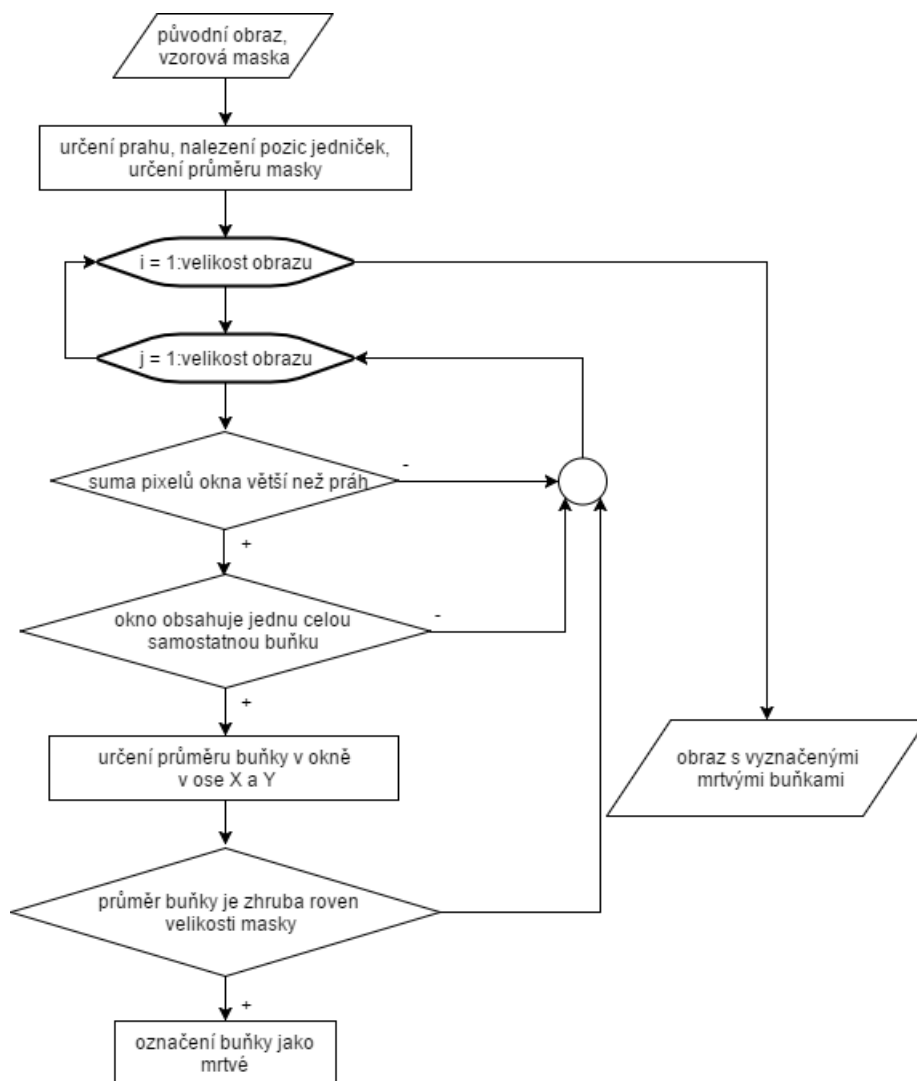 původní obraz,
vzorová maska
určení prahu, nalezení pozic jedniček,
určení průměru masky
i = 1:velikost obrazu
j = 1:velikost obrazu
suma pixelů okna větší než práh
-
+
okno obsahuje jednu celou
samostatnou buňku
-
+
určení průměru buňky v okně
v ose X a Y
obraz s vyznačenými
mrtvými buňkami
průměr buňky je zhruba roven
velikosti masky
+
označení buňky jako
mrtvé